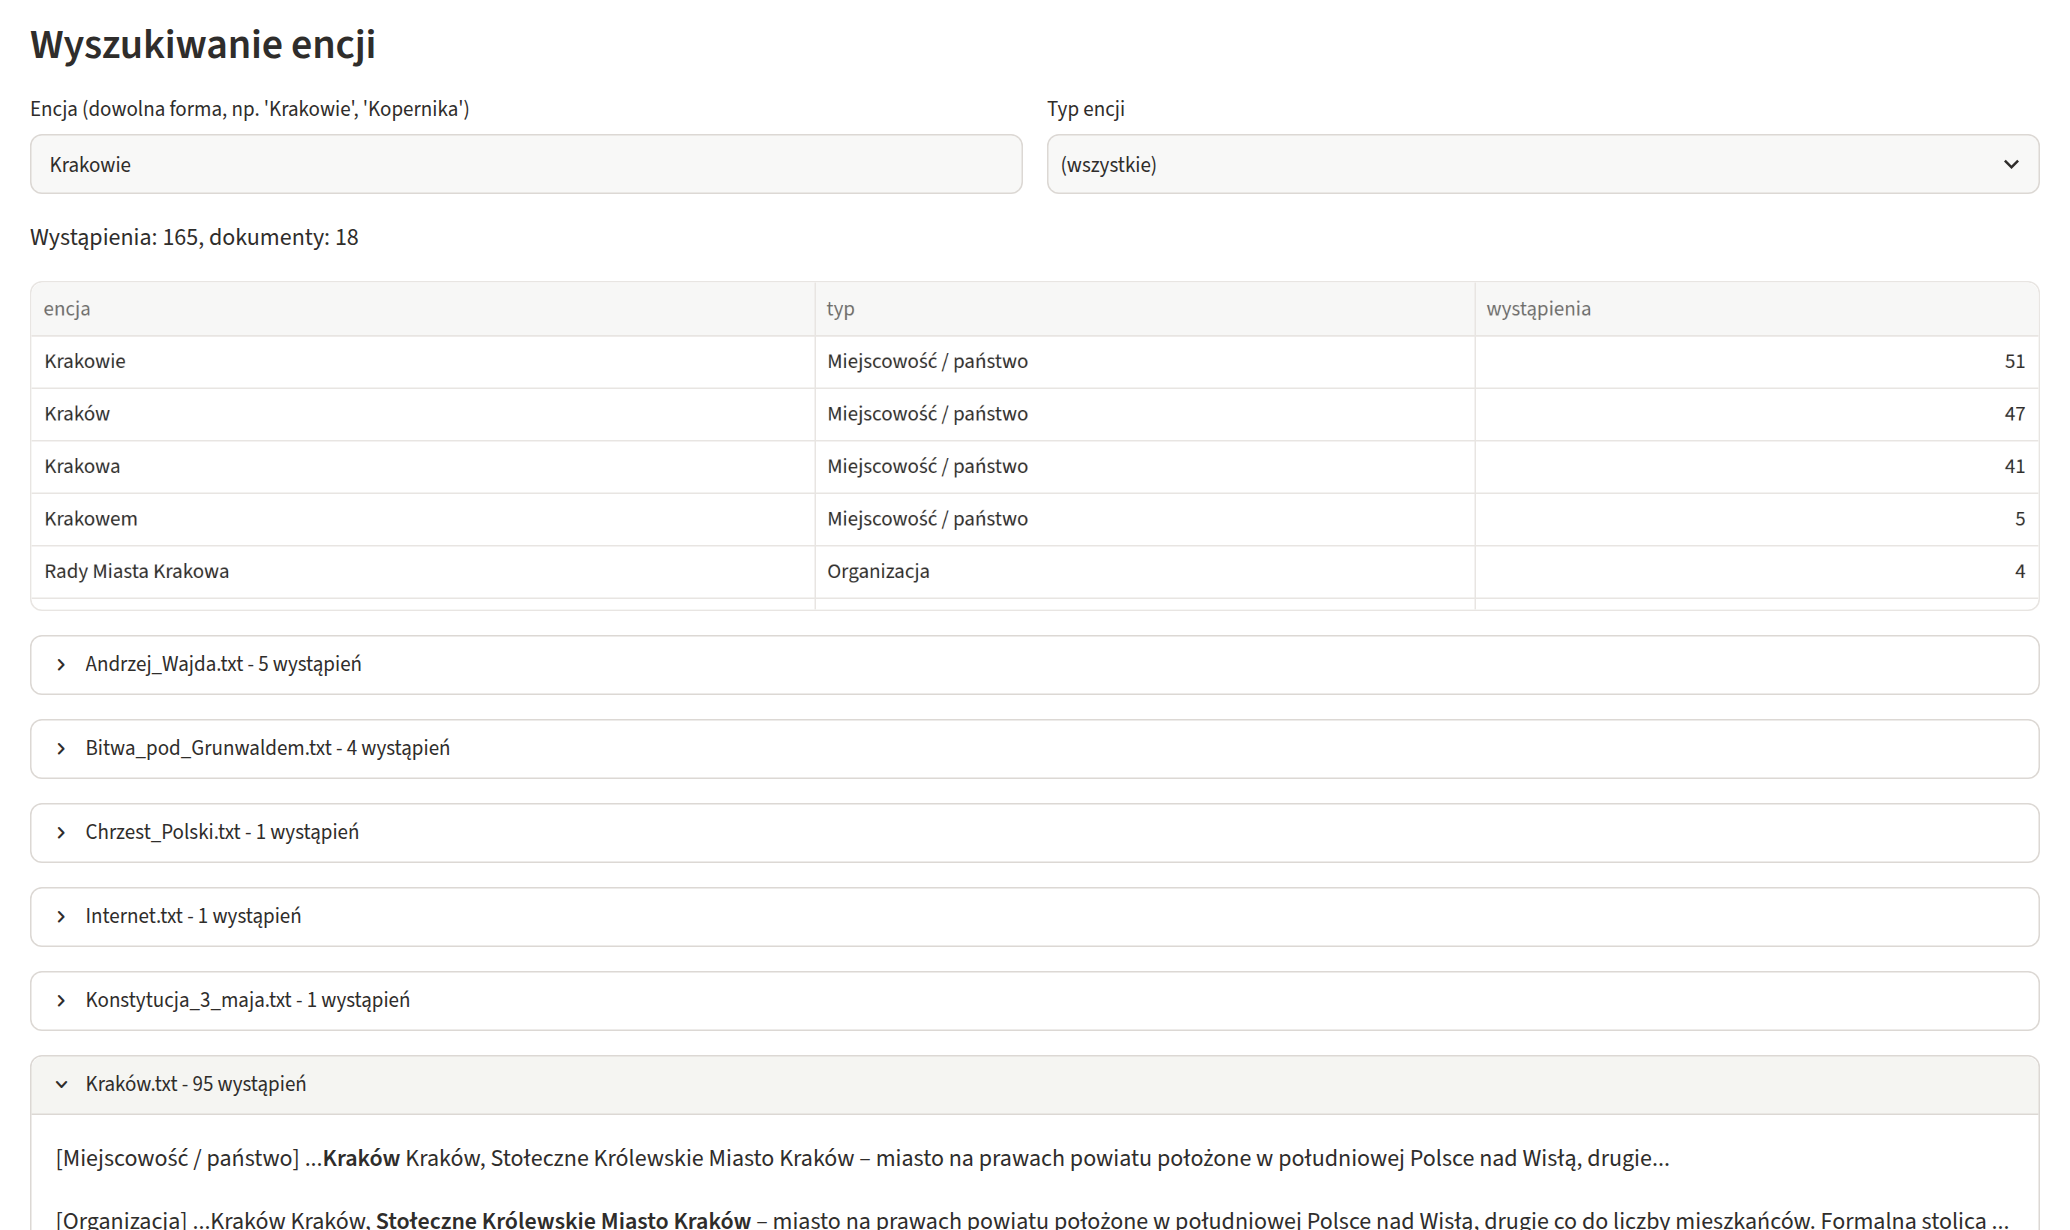 Wyszukiwanie encji
Encja (dowolna forma, np. 'Krakowie', 'Kopernika')
Typ encji
Krakowie
(wszystkie)
Wystąpienia: 165, dokumenty: 18
encja typ wystąpienia
Krakowie Miejscowość / państwo 51
Kraków Miejscowość / państwo 47
Krakowa Miejscowość / państwo 41
Krakowem Miejscowość / państwo 5
Rady Miasta Krakowa Organizacja 4
Andrzej_Wajda.txt - 5 wystąpień
Bitwa_pod_Grunwaldem.txt - 4 wystąpień
Chrzest_Polski.txt - 1 wystąpień
Internet.txt - 1 wystąpień
Konstytucja_3_maja.txt - 1 wystąpień
Kraków.txt - 95 wystąpień
[Miejscowość / państwo] ...Kraków Kraków, Stołeczne Królewskie Miasto Kraków – miasto na prawach powiatu położone w południowej Polsce nad Wisłą, drugie...
[Organizacja] ...Kraków Kraków, Stołeczne Królewskie Miasto Kraków – miasto na prawach powiatu położone w południowej Polsce nad Wisłą, drugie co do liczby mieszkańców. Formalna stolica ...